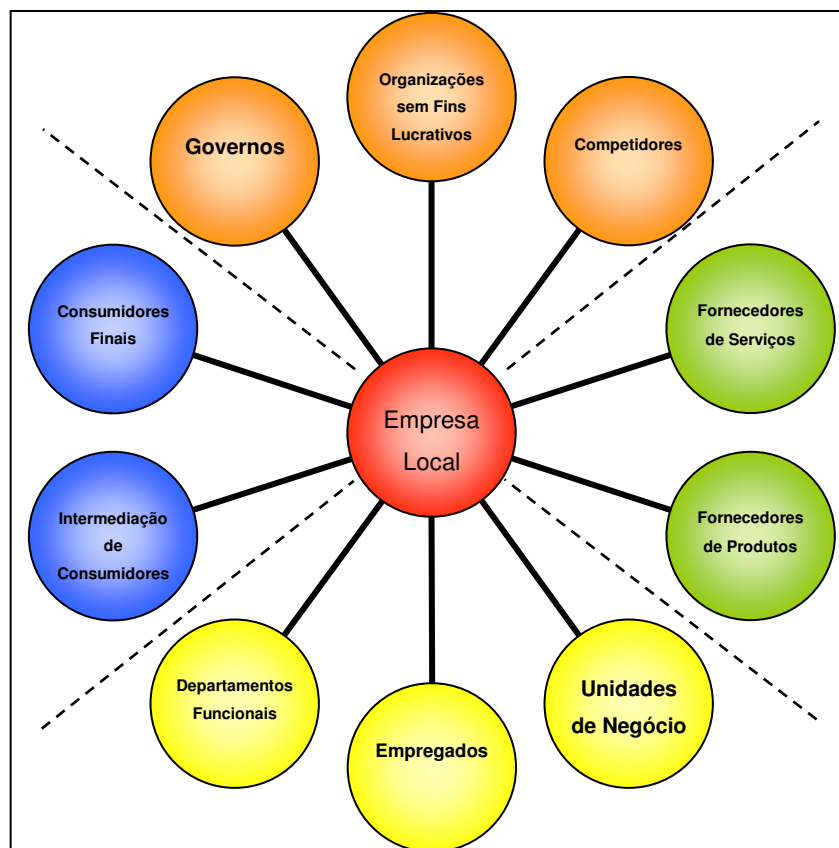 Organizações
sem Fins
Lucrativos
Governos
Competidores
Consumidores
Finais
Fornecedores
de Serviços
Empresa
Local
Intermediação
de
Consumidores
Fornecedores
de Produtos
Departamentos
Funcionais
Empregados
Unidades
de Negócio